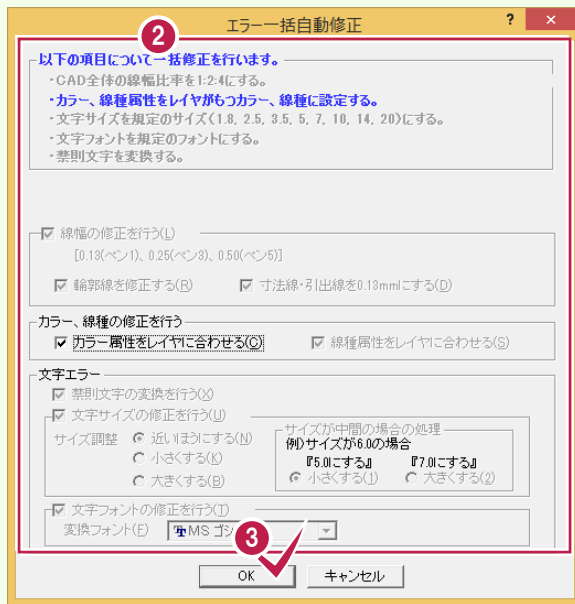 エラー一括自動修正 ? ×
2
以下の項目について一括修正を行います。
・CAD全体の線幅比率を1:2:4にする。
・カラー、線種属性をレイヤがもつカラー、線種に設定する。
・文字サイズを規定のサイズ(1.8, 2.5, 3.5, 5, 7, 10, 14, 20)にする。
・文字フォントを規定のフォントにする。
・禁則文字を変換する。
線幅の修正を行う(L)
[0.13(ペン1)、0.25(ペン3)、0.50(ペン5)]
輪郭線を修正する(R) 寸法線・引出線を0.13mmにする(D)
カラー、線種の修正を行う
カラー属性をレイヤに合わせる(C) 線種属性をレイヤに合わせる(S)
文字エラー
禁則文字の変換を行う(X)
文字サイズの修正を行う(U)
サイズ調整 近いほうにする(N)
小さくする(K)
大きくする(B)
サイズが中間の場合の処理
例)サイズが6.0の場合
『5.0にする』 『7.0にする』
小さくする(1) 大きくする(2)
文字フォントの修正を行う(T)
変換フォント(F) MS ゴシ
3
OK キャンセル